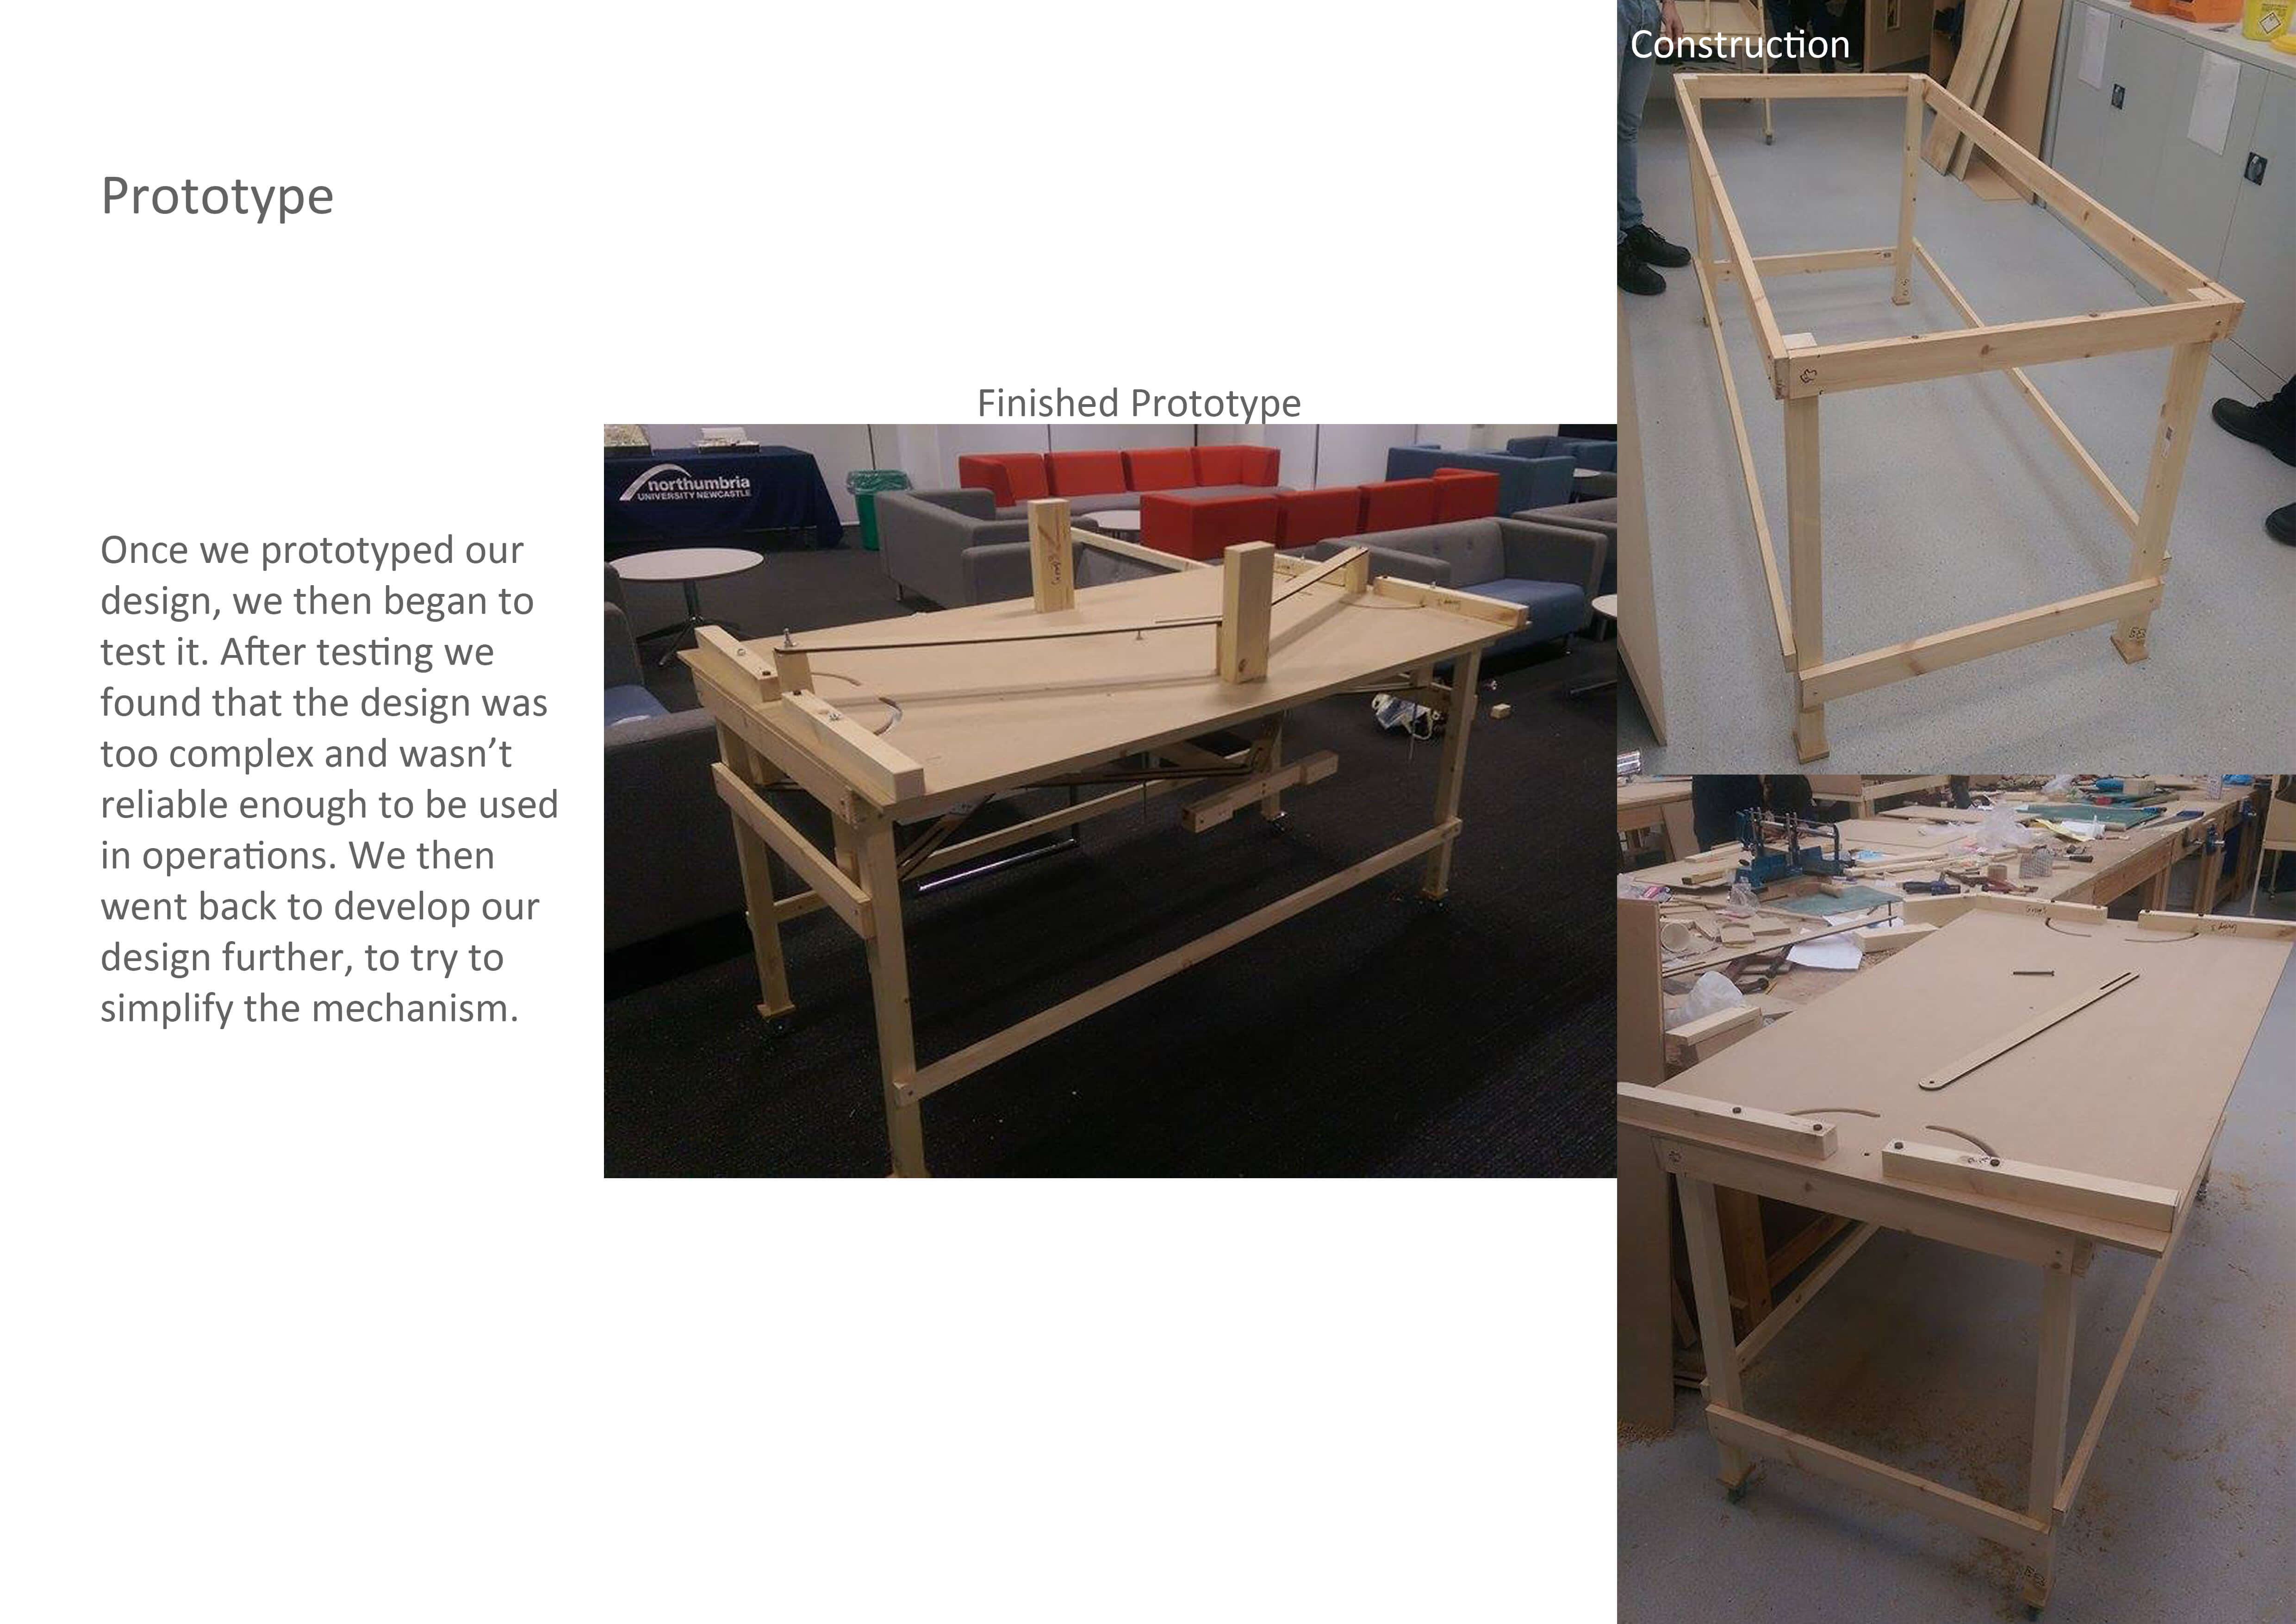 Construction
Prototype
Finished Prototype
northumbria
UNIVERSITY NEWCASTLE
Once we prototyped our
design, we then began to
test it. After testing we
found that the design was
too complex and wasn’t
reliable enough to be used
in operations. We then
went back to develop our
design further, to try to
simplify the mechanism.